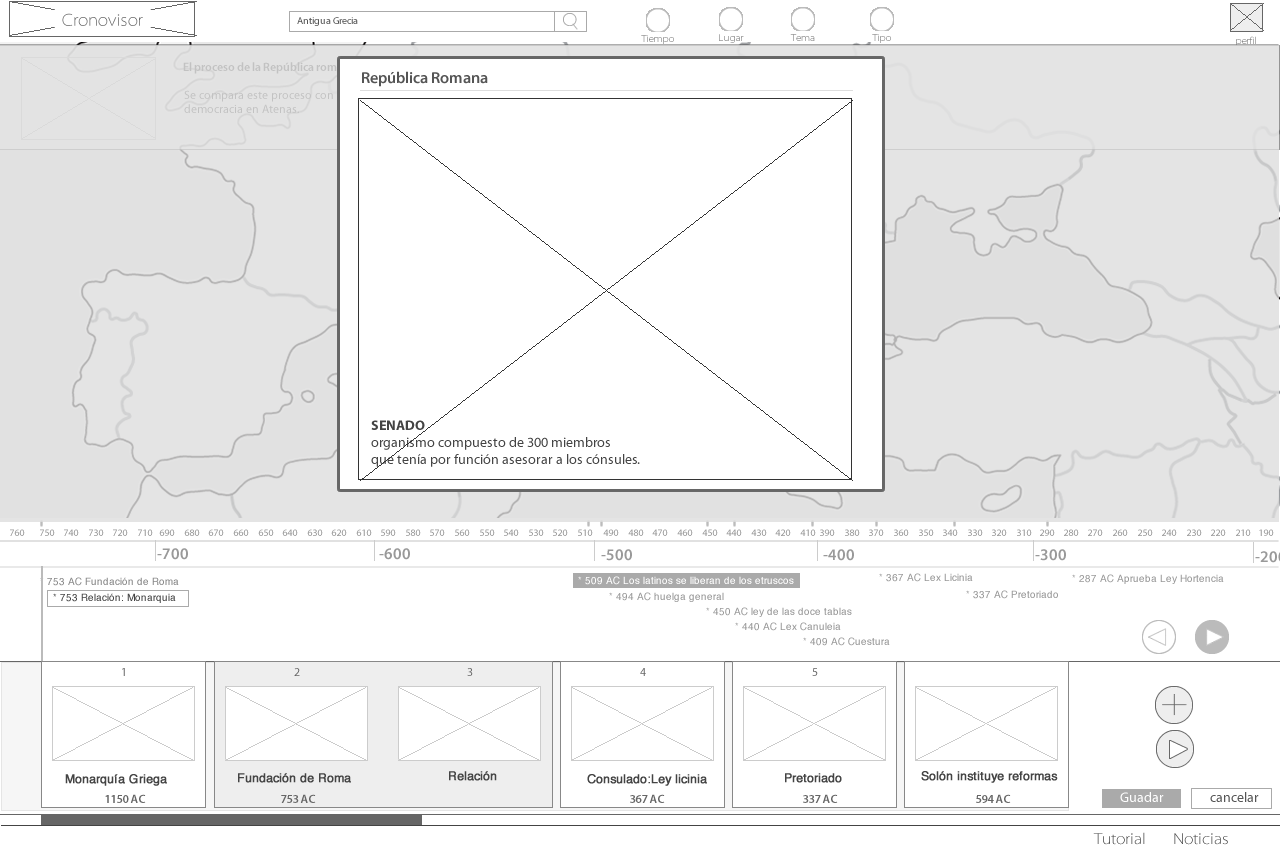 Cronovisor
Antigua Grecia
Tiempo
Lugar
Tema
Tipo
perfil
El proceso de la República rom
Se compara este proceso con
democracia en Atenas.
República Romana
SENADO
organismo compuesto de 300 miembros
que tenía por función asesorar a los cónsules.
760 750 740 730 720 710 690 680 670 660 650 640 630 620 610 590 580 570 560 550 540 530 520 510 490 480 470 460 450 440 430 420 410 390 380 370 360 350 340 330 320 310 290 280 270 260 250 240 230 220 210 190
-700 -600 -500 -400 -300 -200
753 AC Fundación de Roma
* 753 Relación: Monarquia
* 509 AC Los latinos se liberan de los etruscos
* 494 AC huelga general
* 450 AC ley de las doce tablas
* 440 AC Lex Canuleia
* 409 AC Cuestura
* 367 AC Lex Licinia
* 337 AC Pretoriado
* 287 AC Aprueba Ley Hortencia
1
Monarquía Griega
1150 AC
2
Fundación de Roma
753 AC
3
Relación
4
Consulado:Ley licinia
367 AC
5
Pretoriado
337 AC
Solón instituye reformas
594 AC
Guadar
cancelar
Tutorial
Noticias